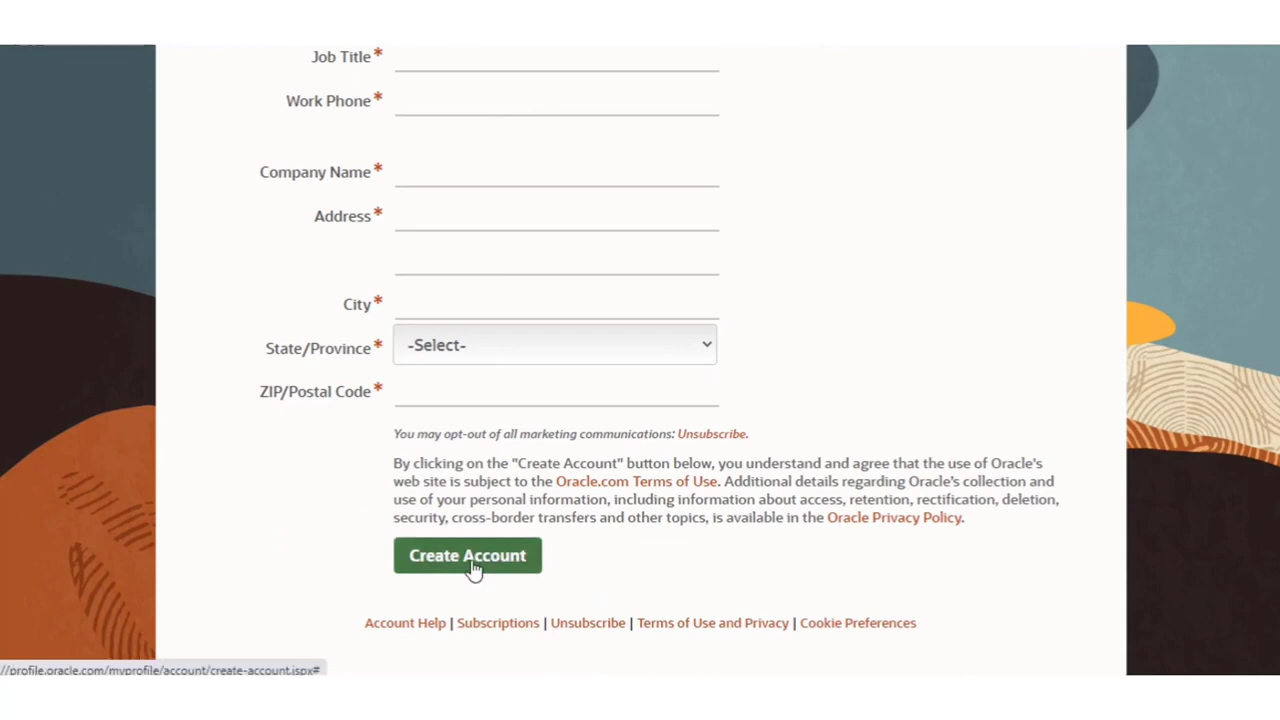 Job Title*
Work Phone*
Company Name*
Address*
City*
State/Province* -Select-
ZIP/Postal Code*
You may opt-out of all marketing communications: Unsubscribe.
By clicking on the "Create Account" button below, you understand and agree that the use of Oracle's
web site is subject to the Oracle.com Terms of Use. Additional details regarding Oracle's collection and
use of your personal information, including information about access, retention, rectification, deletion,
security, cross-border transfers and other topics, is available in the Oracle Privacy Policy.
Create Account
Account Help | Subscriptions | Unsubscribe | Terms of Use and Privacy | Cookie Preferences
//profile.oracle.com/myprofile/account/create-account.jspx#